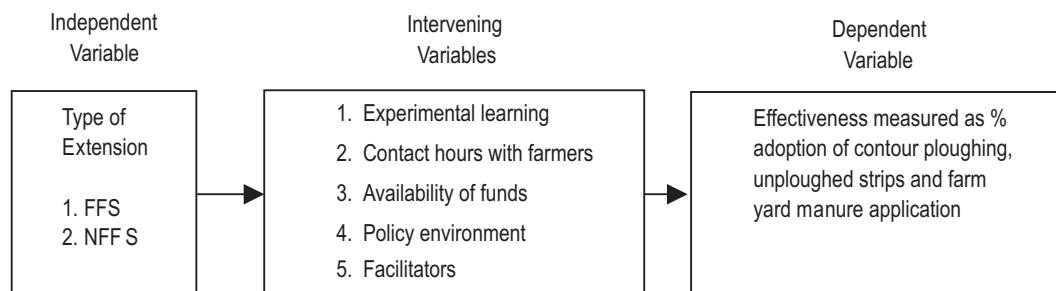 Independent
Variable
Intervening
Variables
Dependent
Variable
Type of
Extension
1. FFS
2. NFF S
1. Experimental learning
2. Contact hours with farmers
3. Availability of funds
4. Policy environment
5. Facilitators
Effectiveness measured as %
adoption of contour ploughing,
unploughed strips and farm
yard manure application